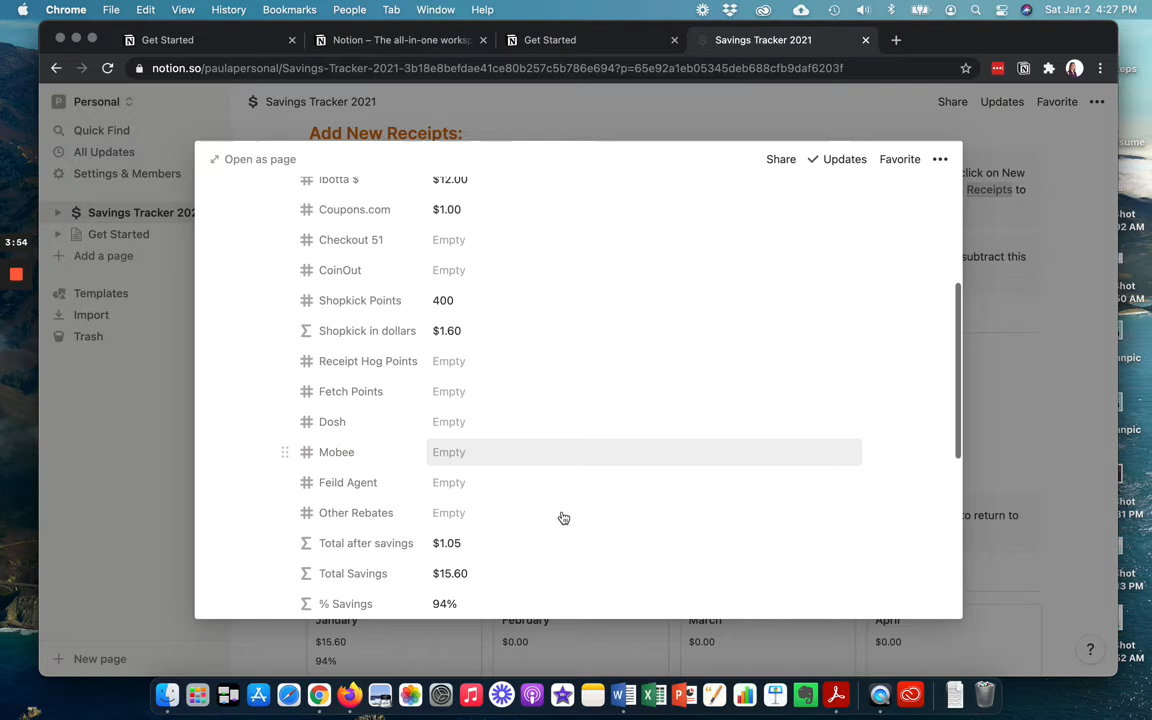 Chrome File Edit View History Bookmarks People Tab Window Help Sat Jan 2 4:27 PM
Get Started
Notion – The all-in-one worksp
Get Started
Savings Tracker 2021
notion.so/paulapersonal/Savings-Tracker-2021-3b18e8befdae41ce80b257c5b786e694?p=65e92a1eb05345deb688cfb9daf6203f
P Personal
Savings Tracker 2021
Share Updates Favorite
Quick Find
All Updates
Settings & Members
Savings Tracker 202
Get Started
Add a page
Templates
Import
Trash
New page
3:54
Add New Receipts:
click on New
Receipts to
subtract this
to return to
Open as page
Share Updates Favorite
Ibotta $ $12.00
Coupons.com $1.00
Checkout 51 Empty
CoinOut Empty
Shopkick Points 400
Shopkick in dollars $1.60
Receipt Hog Points Empty
Fetch Points Empty
Dosh Empty
Mobee Empty
Feild Agent Empty
Other Rebates Empty
Total after savings $1.05
Total Savings $15.60
% Savings 94%
January February March April
$15.60 $0.00 $0.00 $0.00
94%
?